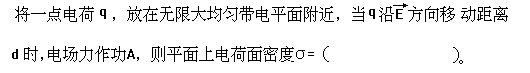 将一点电荷 q ，放在无限大均匀带电平面附近，当 q 沿 E⃗ 方向移 动距离
d 时,电场力作功A，则平面上电荷面密度σ=（　　　　　　）。